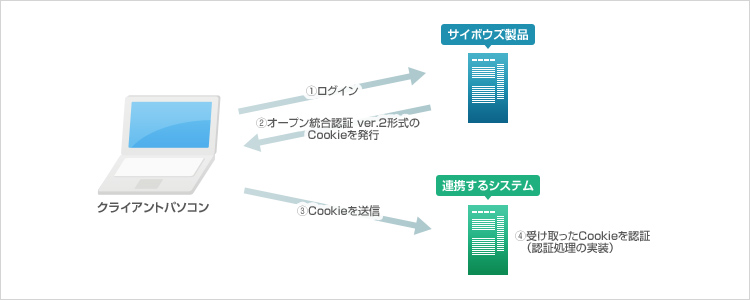 サイボウズ製品
①ログイン
②オープン統合認証 ver.2形式の
Cookieを発行
クライアントパソコン
連携するシステム
③Cookieを送信
④受け取ったCookieを認証
（認証処理の実装）